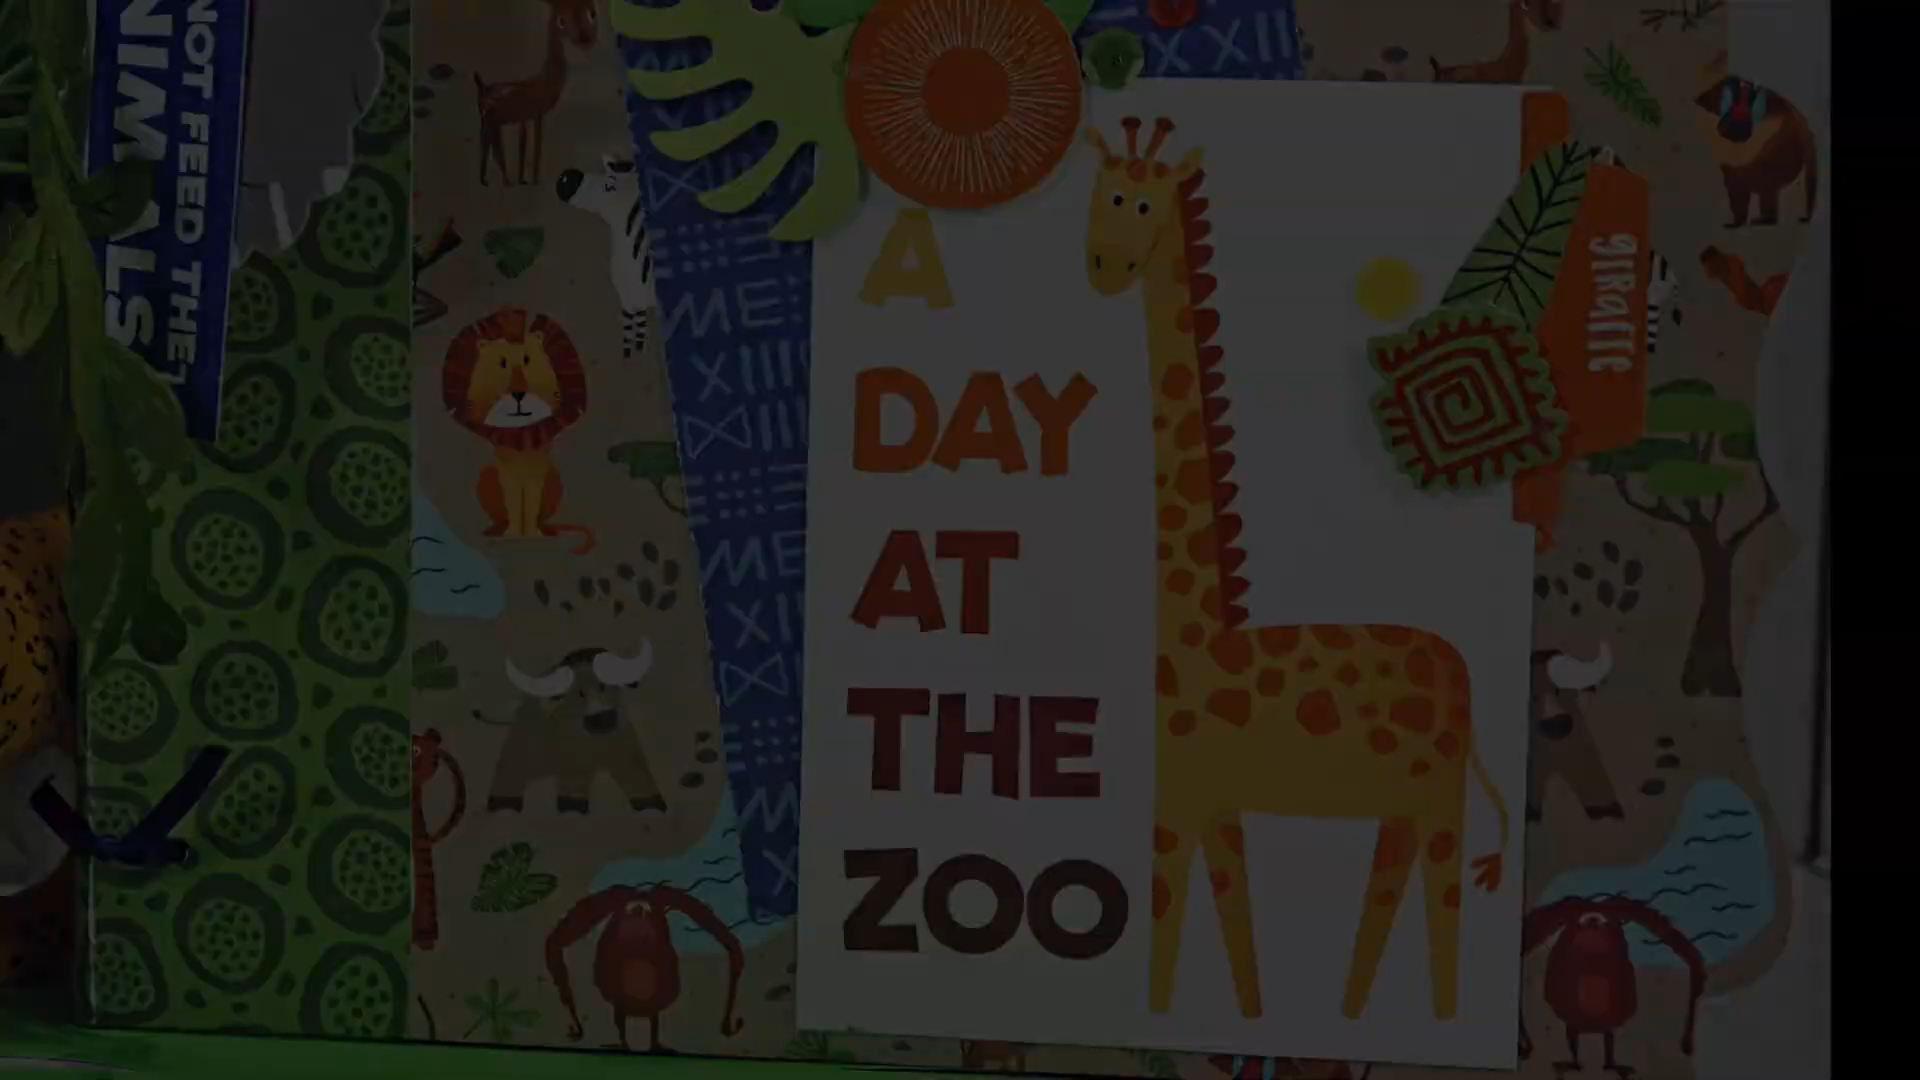 NOT FEED THE
NIMALS
A
DAY
AT
THE
ZOO
giRaffe